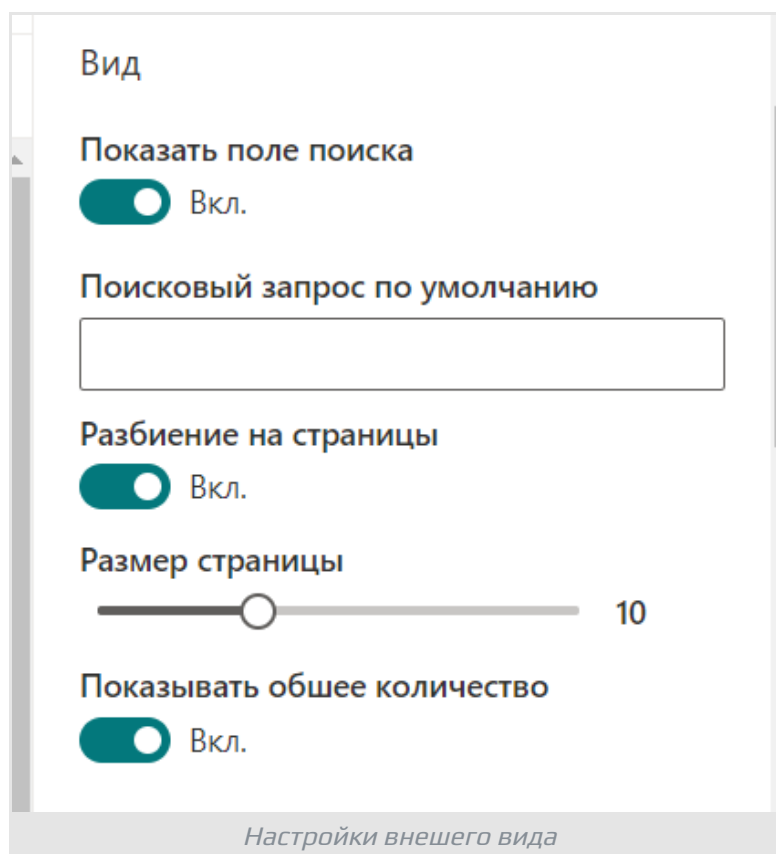 Вид
Показать поле поиска
Вкл.
Поисковый запрос по умолчанию
Разбиение на страницы
Вкл.
Размер страницы
10
Показывать обшее количество
Вкл.
Настройки внешего вида